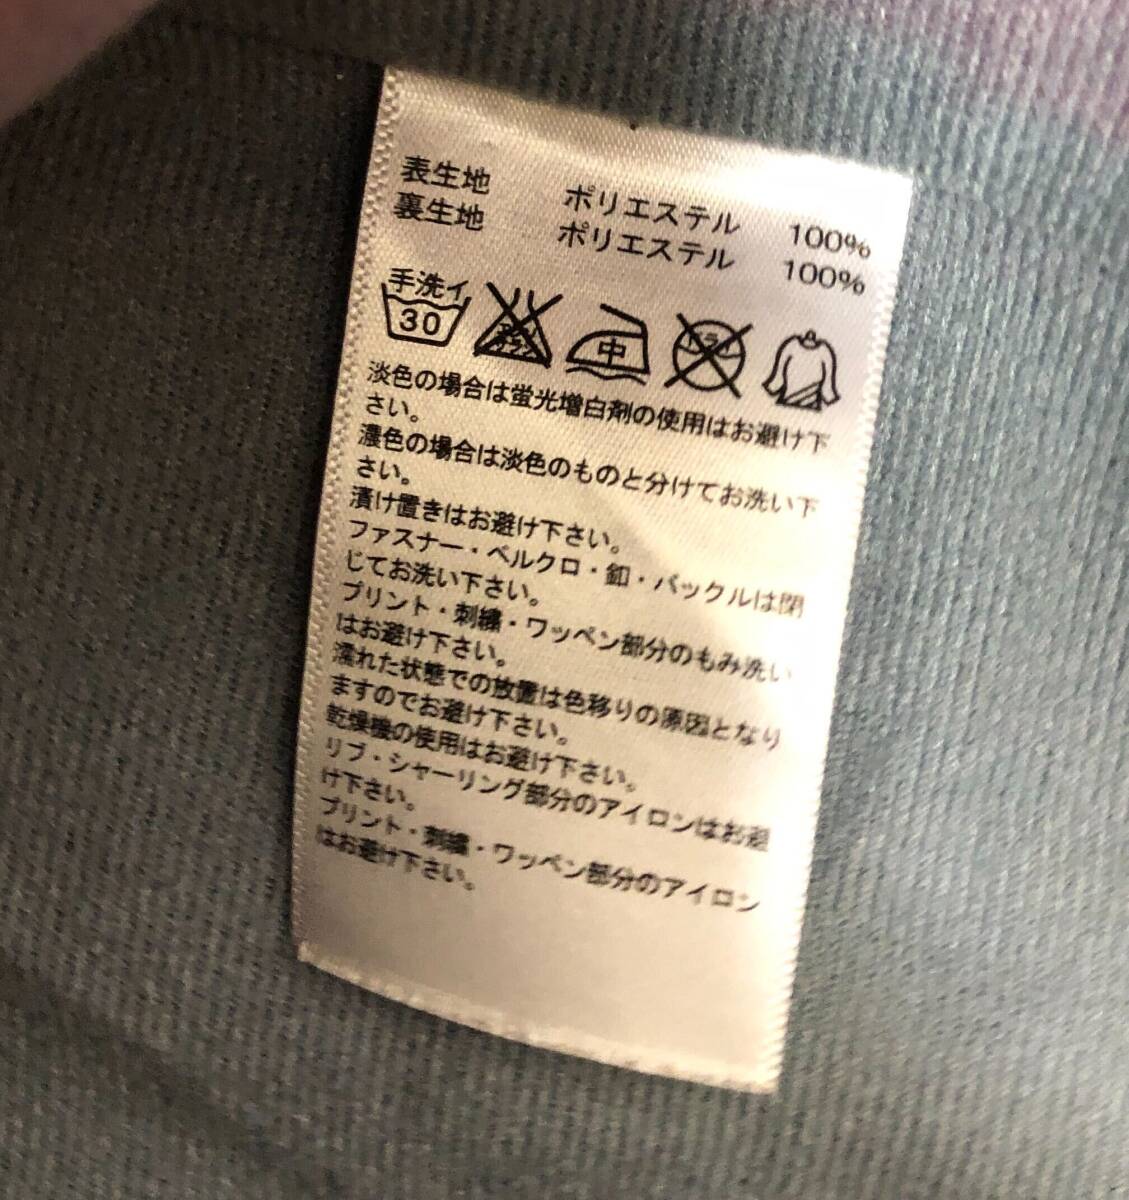 表生地 ポリエステル 100%
裏生地 ポリエステル 100%
手洗イ 30 エンソ サラシ 中 ドライ
淡色の場合は蛍光増白剤の使用はお避け下
さい。
濃色の場合は淡色のものと分けてお洗い下
さい。
漬け置きはお避け下さい。
ファスナー・ベルクロ・釦・バックルは閉
じてお洗い下さい。
プリント・刺繍・ワッペン部分のもみ洗い
はお避け下さい。
濡れた状態での放置は色移りの原因となり
ますのでお避け下さい。
乾燥機の使用はお避け下さい。
リブ・シャーリング部分のアイロンはお避
け下さい。
プリント・刺繍・ワッペン部分のアイロン
はお避け下さい。